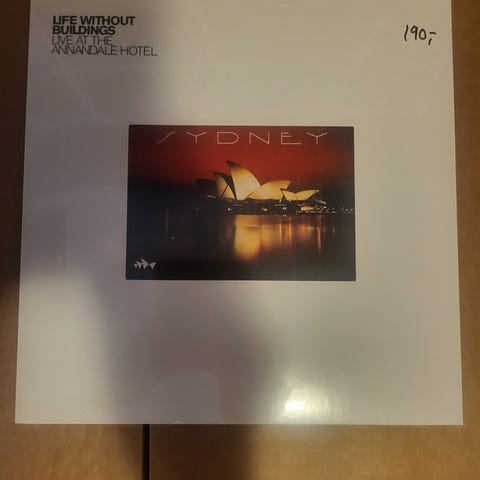 LIFE WITHOUT
BUILDINGS
LIVE AT THE
ANNANDALE HOTEL
190,-
SYDNEY